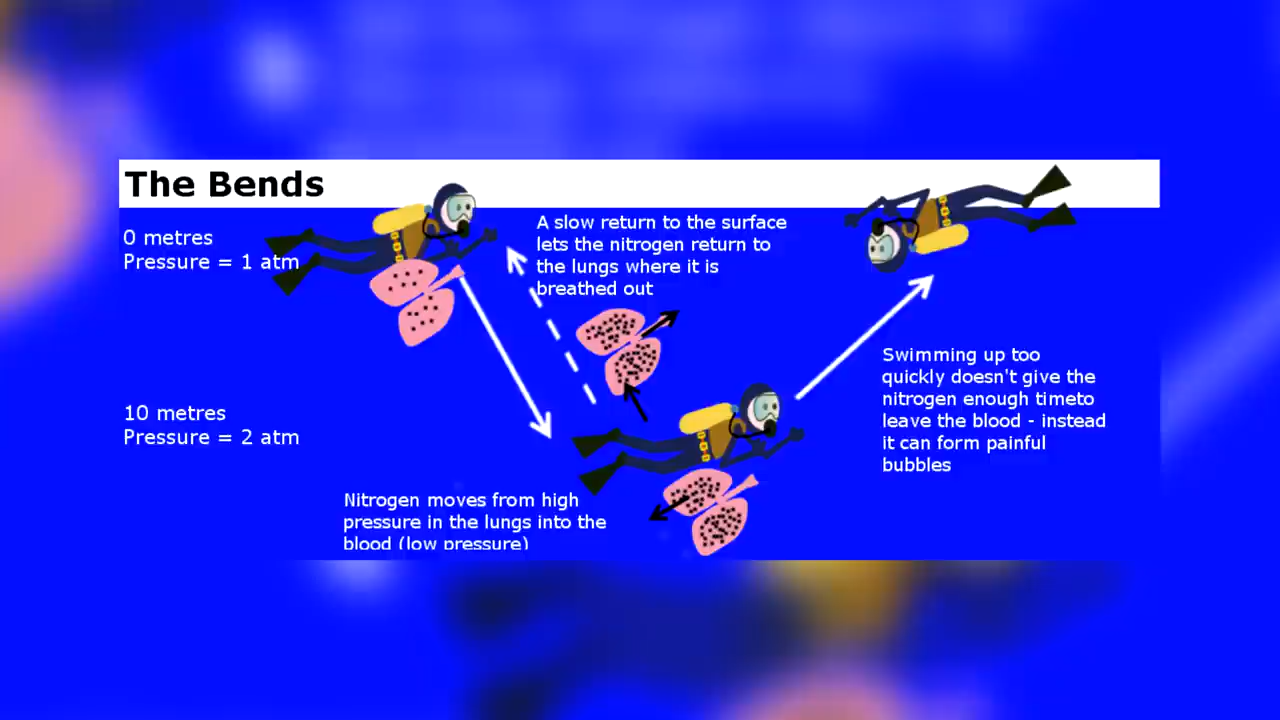 The Bends
0 metres
Pressure = 1 atm
A slow return to the surface
lets the nitrogen return to
the lungs where it is
breathed out
10 metres
Pressure = 2 atm
Swimming up too
quickly doesn't give the
nitrogen enough timeto
leave the blood - instead
it can form painful
bubbles
Nitrogen moves from high
pressure in the lungs into the
blood (low pressure)